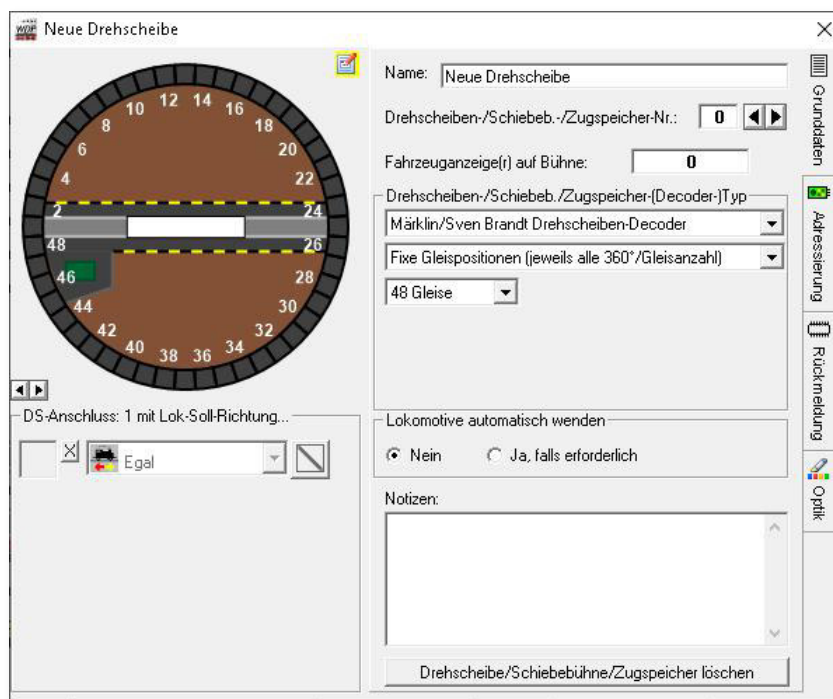 WDP Neue Drehscheibe
10 12 14 16
8 18
6 20
4 22
2 24
48 26
46 28
44 30
42 32
40 38 36 34
DS-Anschluss: 1 mit Lok-Soll-Richtung...
X Egal
Name: Neue Drehscheibe
Drehscheiben-/Schiebeb.-/Zugspeicher-Nr.: 0
Fahrzeuganzeige(r) auf Bühne: 0
Drehscheiben-/Schiebeb./Zugspeicher-(Decoder-)Typ
Märklin/Sven Brandt Drehscheiben-Decoder
Fixe Gleispositionen (jeweils alle 360°/Gleisanzahl)
48 Gleise
Lokomotive automatisch wenden
Nein Ja, falls erforderlich
Notizen:
Drehscheibe/Schiebebühne/Zugspeicher löschen
Grunddaten
Adressierung
Rückmeldung
Optik